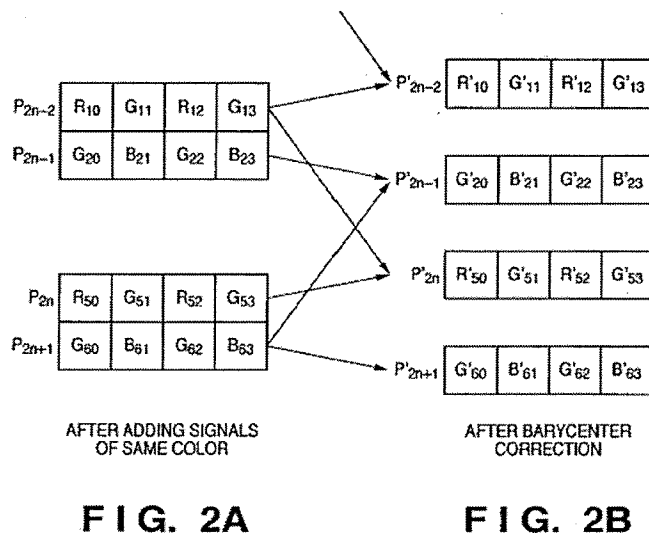 P2n−2 R10 G11 R12 G13
P2n−1 G20 B21 G22 B23
P2n R50 G51 R52 G53
P2n+1 G60 B61 G62 B63
AFTER ADDING SIGNALS
OF SAME COLOR
FIG. 2A
P'2n−2 R'10 G'11 R'12 G'13
P'2n−1 G'20 B'21 G'22 B'23
P'2n R'50 G'51 R'52 G'53
P'2n+1 G'60 B'61 G'62 B'63
AFTER BARYCENTER
CORRECTION
FIG. 2B